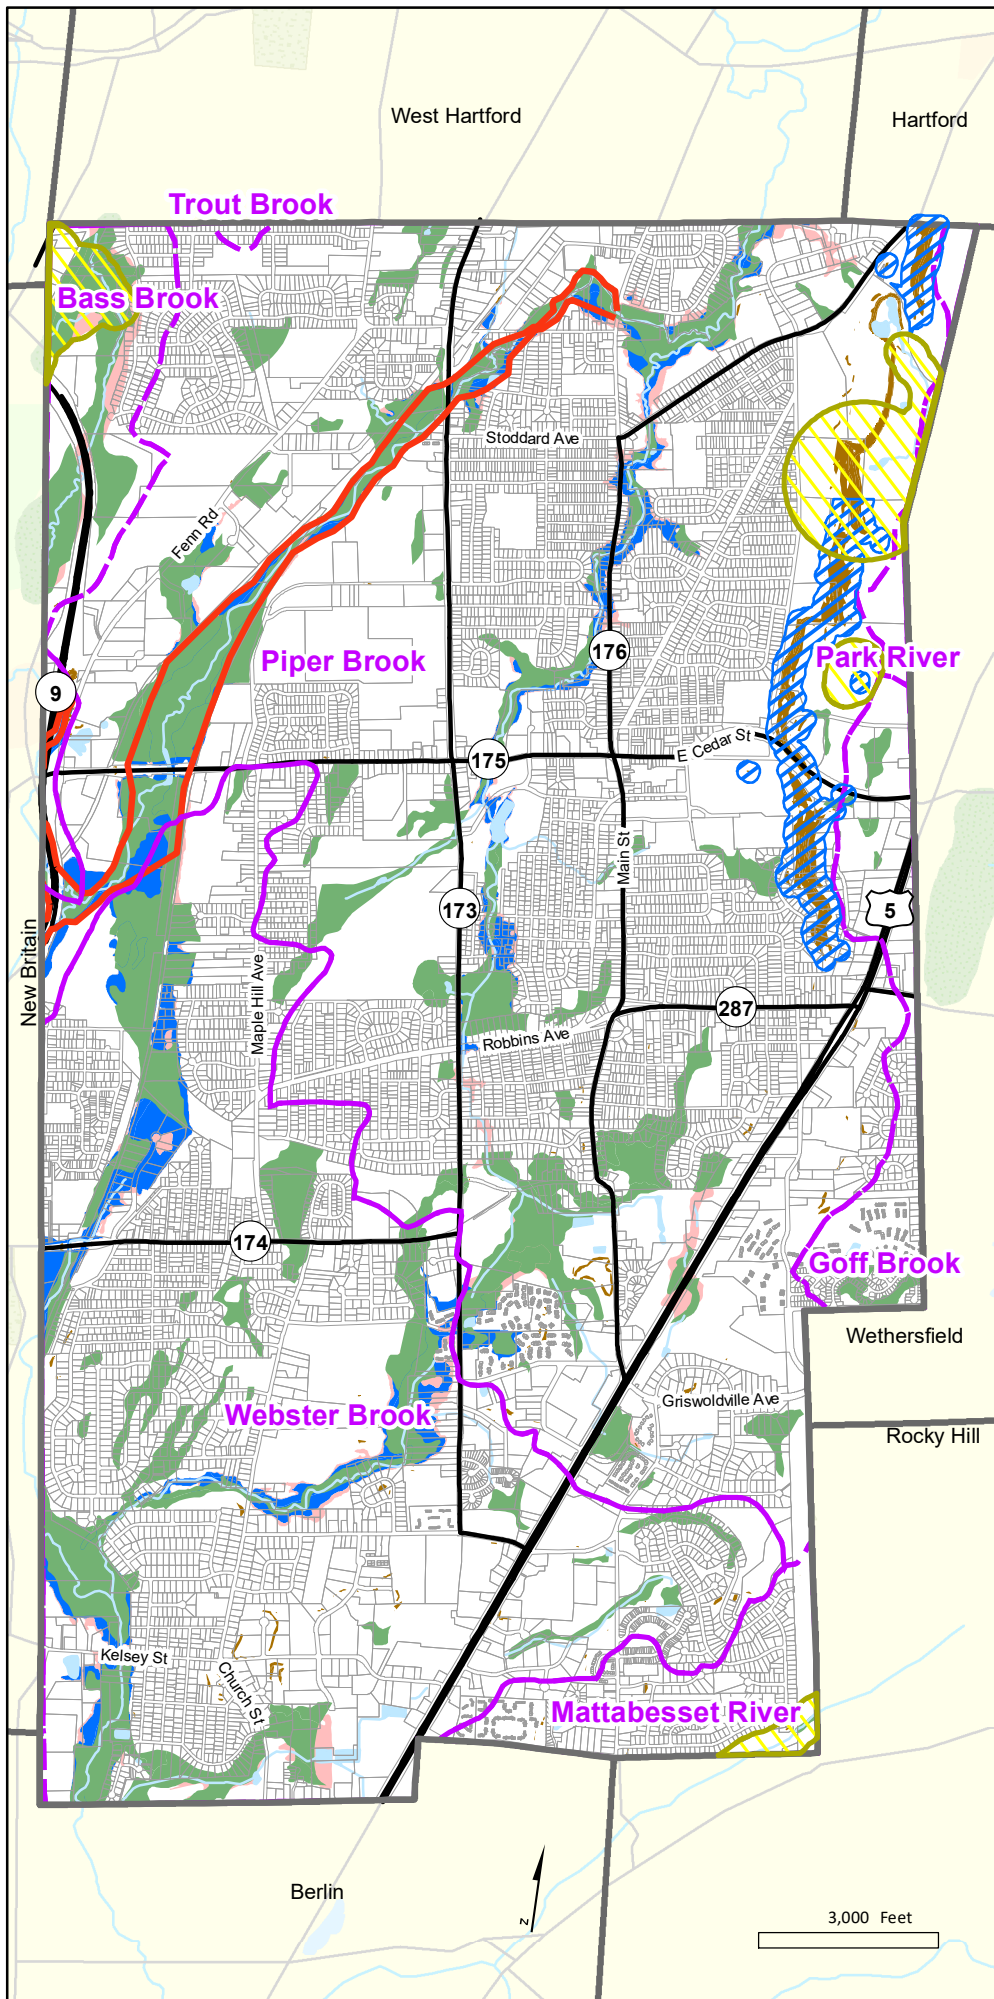 West Hartford
Hartford
Trout Brook
Bass Brook
Stoddard Ave
Fenn Rd
Piper Brook
176
Park River
9
E Cedar St
175
Main St
173
5
New Britain
Maple Hill Ave
287
Robbins Ave
174
Goff Brook
Wethersfield
Griswoldville Ave
Webster Brook
Rocky Hill
Kelsey St
Church St
Mattabesset River
Berlin
z
3,000 Feet